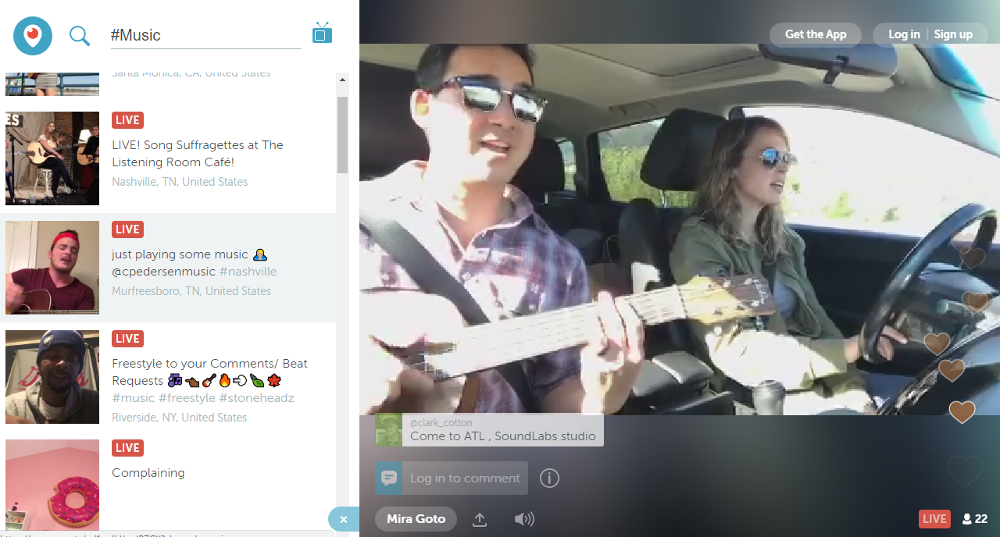 #Music
Get the App
Log in
Sign up
Santa Monica, CA, United States
ES
LIVE
LIVE! Song Suffragettes at The
Listening Room Café!
Nashville, TN, United States
LIVE
just playing some music
@cpedersenmusic #nashville
Murfreesboro, TN, United States
LIVE
Freestyle to your Comments/ Beat
Requests
#music #freestyle #stoneheadz
Riverside, NY, United States
LIVE
Complaining
@clark_cotton
Come to ATL , SoundLabs studio
Log in to comment
Mira Goto
LIVE
22